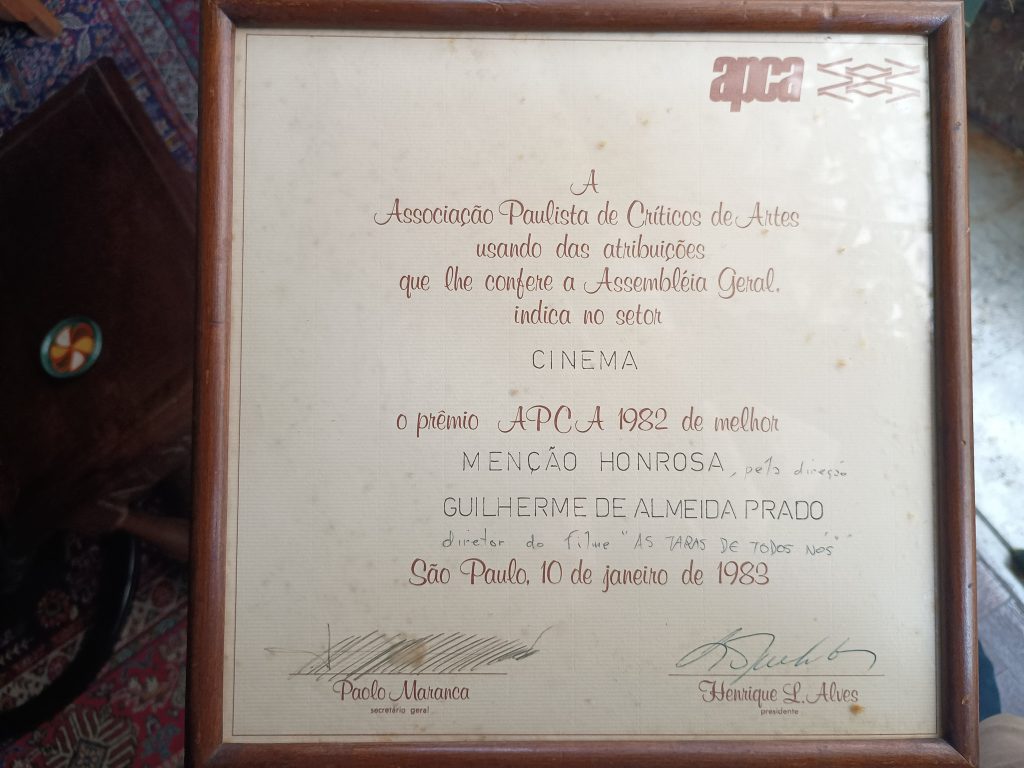 apca
A
Associação Paulista de Críticos de Artes
usando das atribuições
que lhe confere a Assembléia Geral,
indica no setor
CINEMA
o prêmio APCA 1982 de melhor
MENÇÃO HONROSA, pela direção
GUILHERME DE ALMEIDA PRADO
diretor do Filme "AS TARAS DE TODOS NÓS"
São Paulo, 10 de janeiro de 1983
Paolo Maranca
secretário geral
Henrique L. Alves
presidente